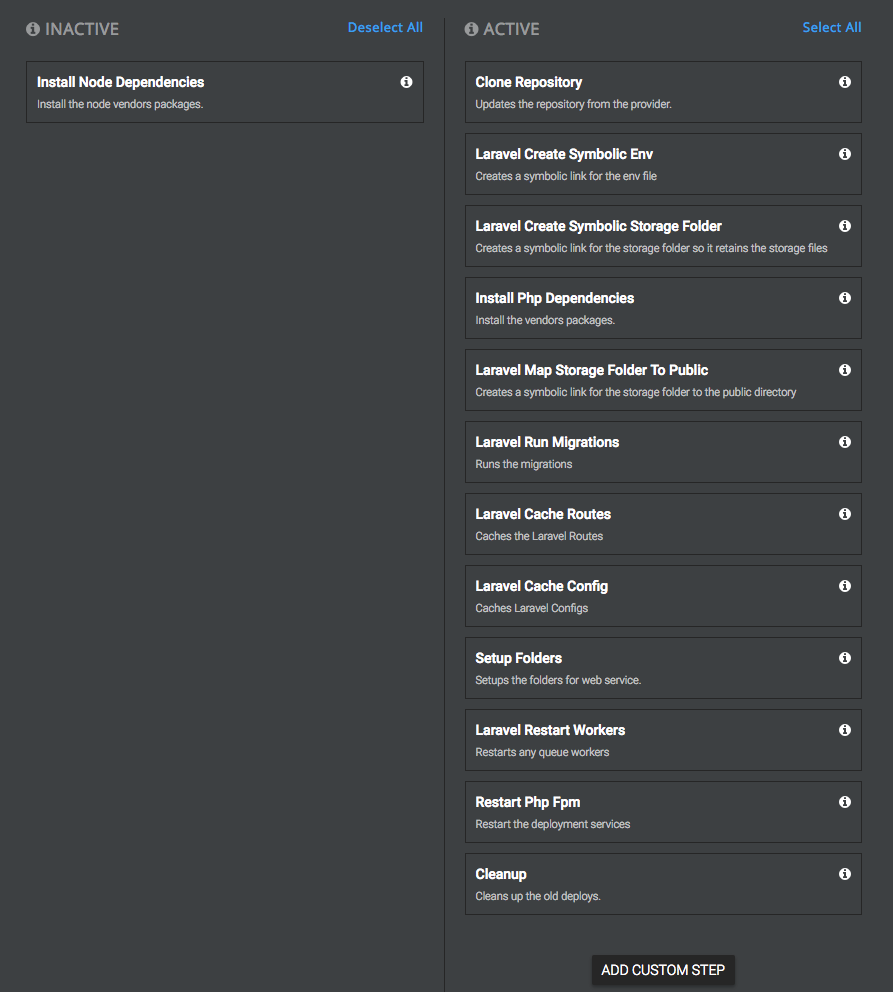 INACTIVE
Deselect All
Install Node Dependencies
Install the node vendors packages.
ACTIVE
Select All
Clone Repository
Updates the repository from the provider.
Laravel Create Symbolic Env
Creates a symbolic link for the env file
Laravel Create Symbolic Storage Folder
Creates a symbolic link for the storage folder so it retains the storage files
Install Php Dependencies
Install the vendors packages.
Laravel Map Storage Folder To Public
Creates a symbolic link for the storage folder to the public directory
Laravel Run Migrations
Runs the migrations
Laravel Cache Routes
Caches the Laravel Routes
Laravel Cache Config
Caches Laravel Configs
Setup Folders
Setups the folders for web service.
Laravel Restart Workers
Restarts any queue workers
Restart Php Fpm
Restart the deployment services
Cleanup
Cleans up the old deploys.
ADD CUSTOM STEP